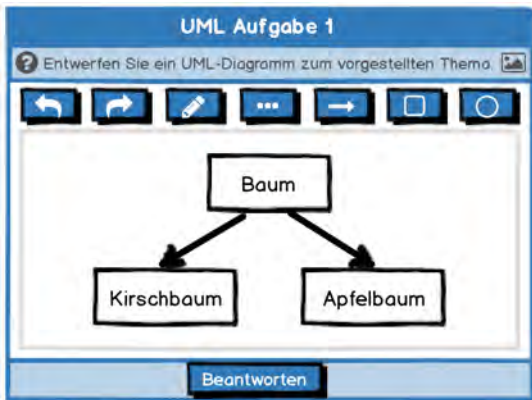 UML Aufgabe 1
Entwerfen Sie ein UML-Diagramm zum vorgestellten Thema.
Baum
Kirschbaum
Apfelbaum
Beantworten